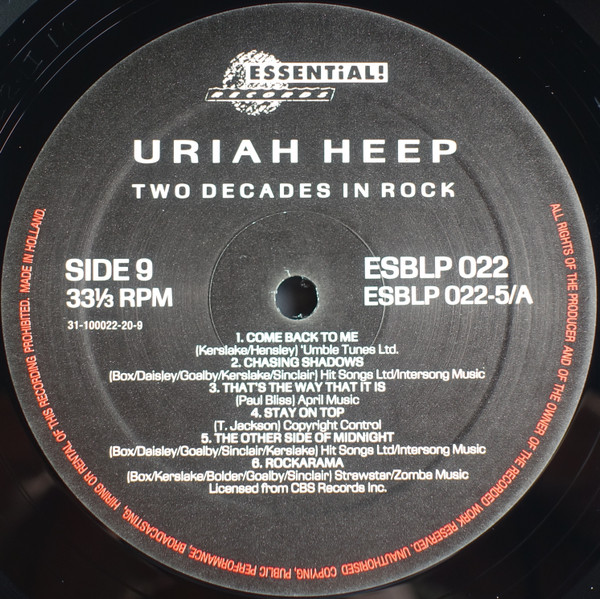 ESSENTiAL!
RECORDS
URIAH HEEP
TWO DECADES IN ROCK
SIDE 9
33⅓ RPM
31-100022-20-9
ESBLP 022
ESBLP 022-5/A
1. COME BACK TO ME
(Kerslake/Hensley) 'Umble Tunes Ltd.
2. CHASING SHADOWS
(Box/Daisley/Goalby/Kerslake/Sinclair) Hit Songs Ltd/Intersong Music
3. THAT'S THE WAY THAT IT IS
(Paul Bliss) April Music
4. STAY ON TOP
(T. Jackson) Copyright Control
5. THE OTHER SIDE OF MIDNIGHT
(Box/Daisley/Goalby/Sinclair/Kerslake) Hit Songs Ltd/Intersong Music
6. ROCKARAMA
(Box/Kerslake/Bolder/Goalby/Sinclair) Strawster/Zomba Music
Licensed from CBS Records Inc.
ALL RIGHTS OF THE PRODUCER AND OF THE OWNER OF THE RECORDED WORK RESERVED. UNAUTHORISED COPYING, PUBLIC PERFORMANCE, BROADCASTING, HIRING OR RENTAL OF THIS RECORDING PROHIBITED. MADE IN HOLLAND.